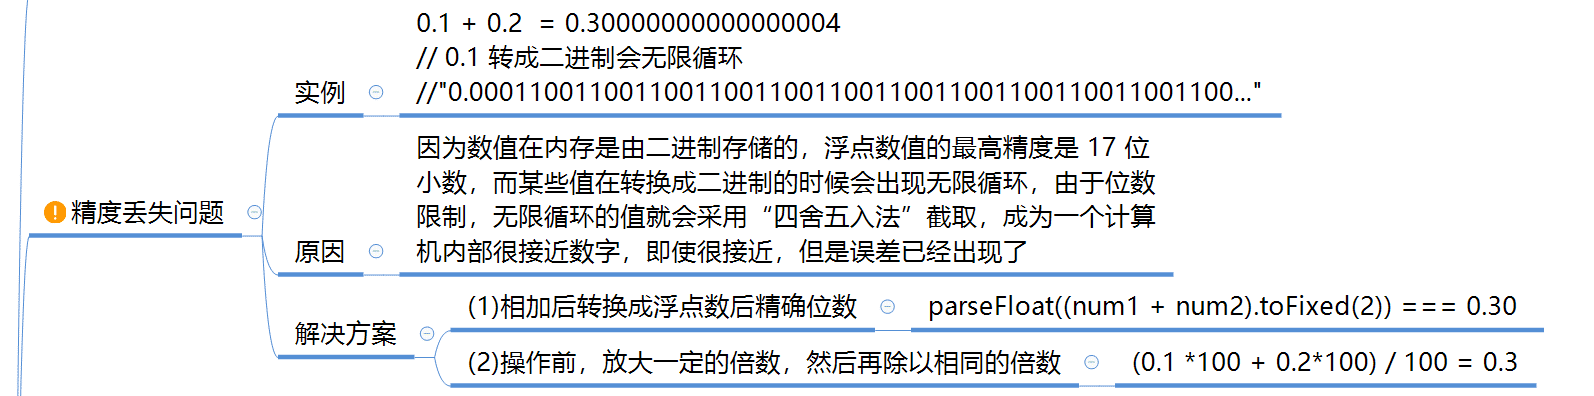 0.1 + 0.2  = 0.30000000000000004
// 0.1 转成二进制会无限循环
//"0.000110011001100110011001100110011001100110011001100..."
实例
因为数值在内存是由二进制存储的，浮点数值的最高精度是 17 位
小数，而某些值在转换成二进制的时候会出现无限循环，由于位数
限制，无限循环的值就会采用“四舍五入法”截取，成为一个计算
机内部很接近数字，即使很接近，但是误差已经出现了
原因
精度丢失问题
解决方案
(1)相加后转换成浮点数后精确位数
parseFloat((num1 + num2).toFixed(2)) === 0.30
(2)操作前，放大一定的倍数，然后再除以相同的倍数
(0.1 *100 + 0.2*100) / 100 = 0.3